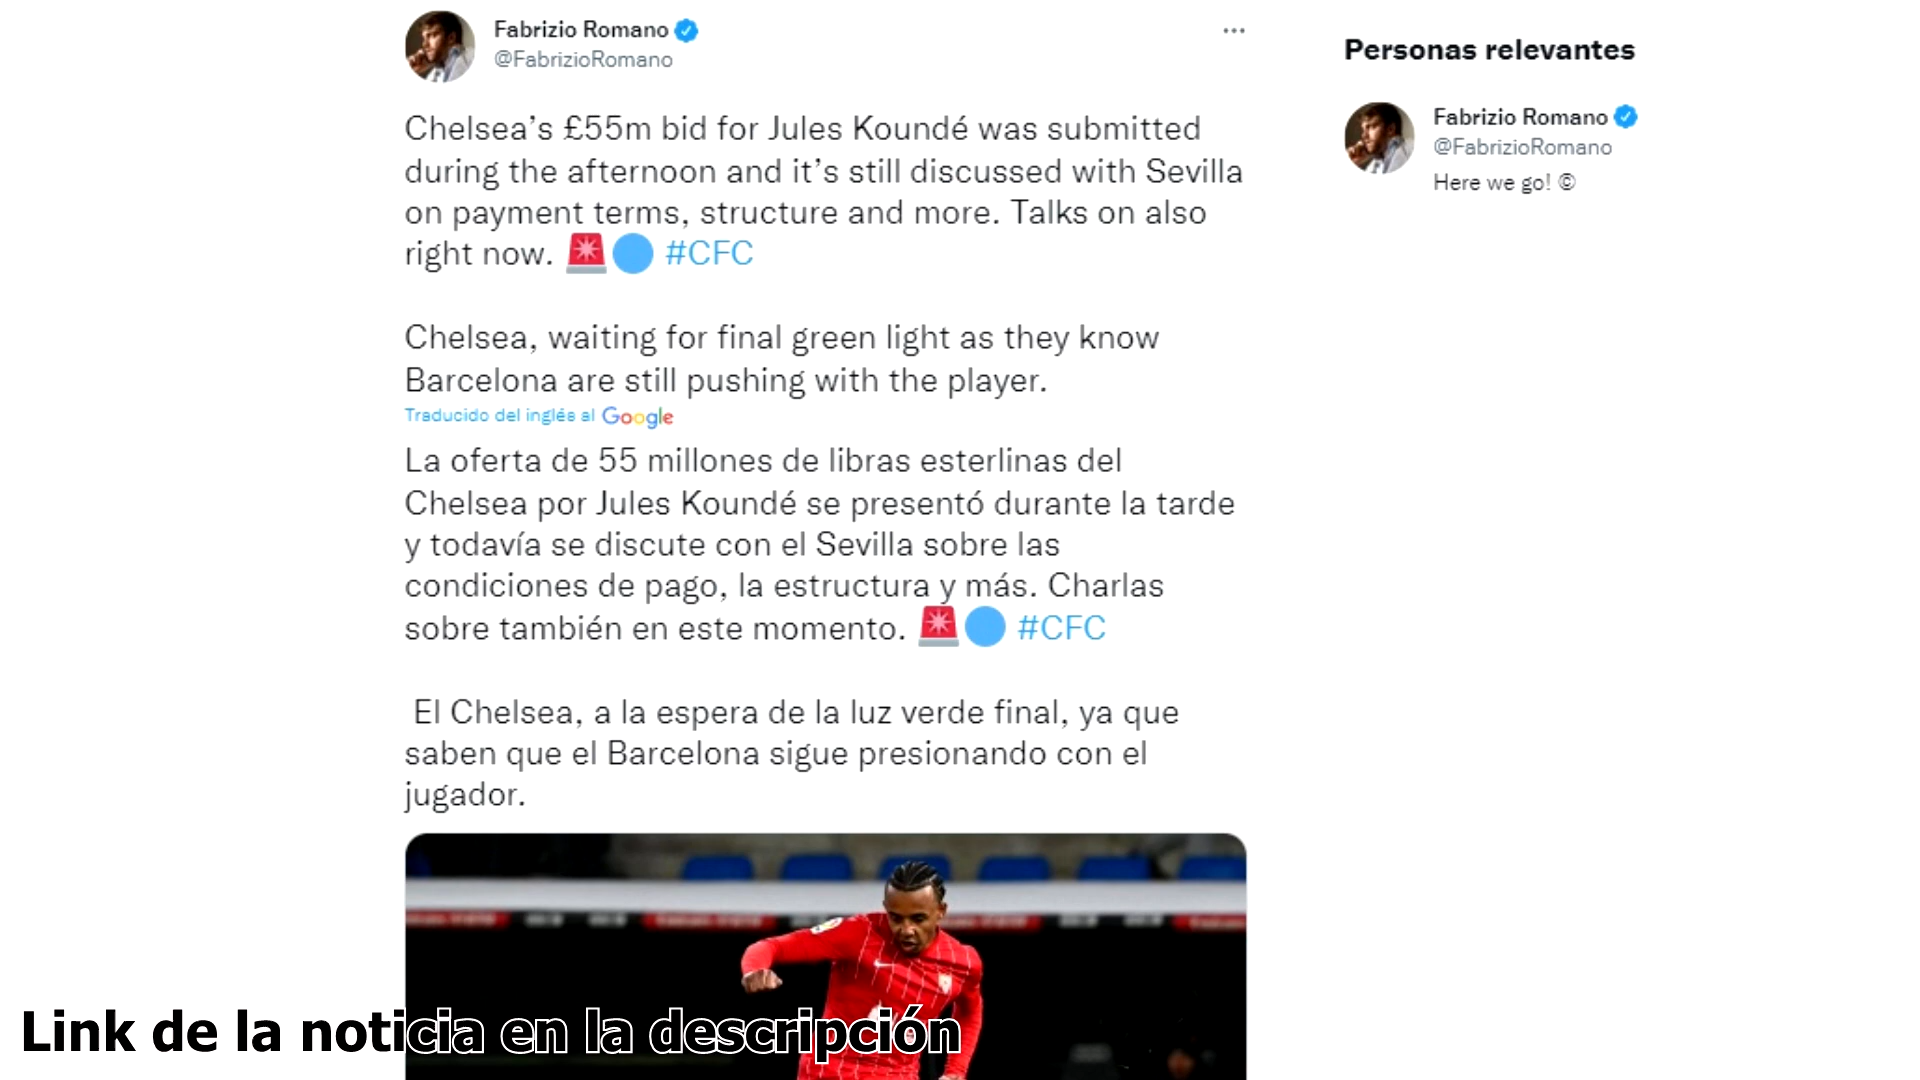 Fabrizio Romano
@FabrizioRomano
Chelsea’s £55m bid for Jules Koundé was submitted
during the afternoon and it’s still discussed with Sevilla
on payment terms, structure and more. Talks on also
right now. 🚨🔵 #CFC
Chelsea, waiting for final green light as they know
Barcelona are still pushing with the player.
Traducido del inglés al Google
La oferta de 55 millones de libras esterlinas del
Chelsea por Jules Koundé se presentó durante la tarde
y todavía se discute con el Sevilla sobre las
condiciones de pago, la estructura y más. Charlas
sobre también en este momento. 🚨🔵 #CFC
El Chelsea, a la espera de la luz verde final, ya que
saben que el Barcelona sigue presionando con el
jugador.
Personas relevantes
Fabrizio Romano
@FabrizioRomano
Here we go! ©
Link de la noticia en la descripción